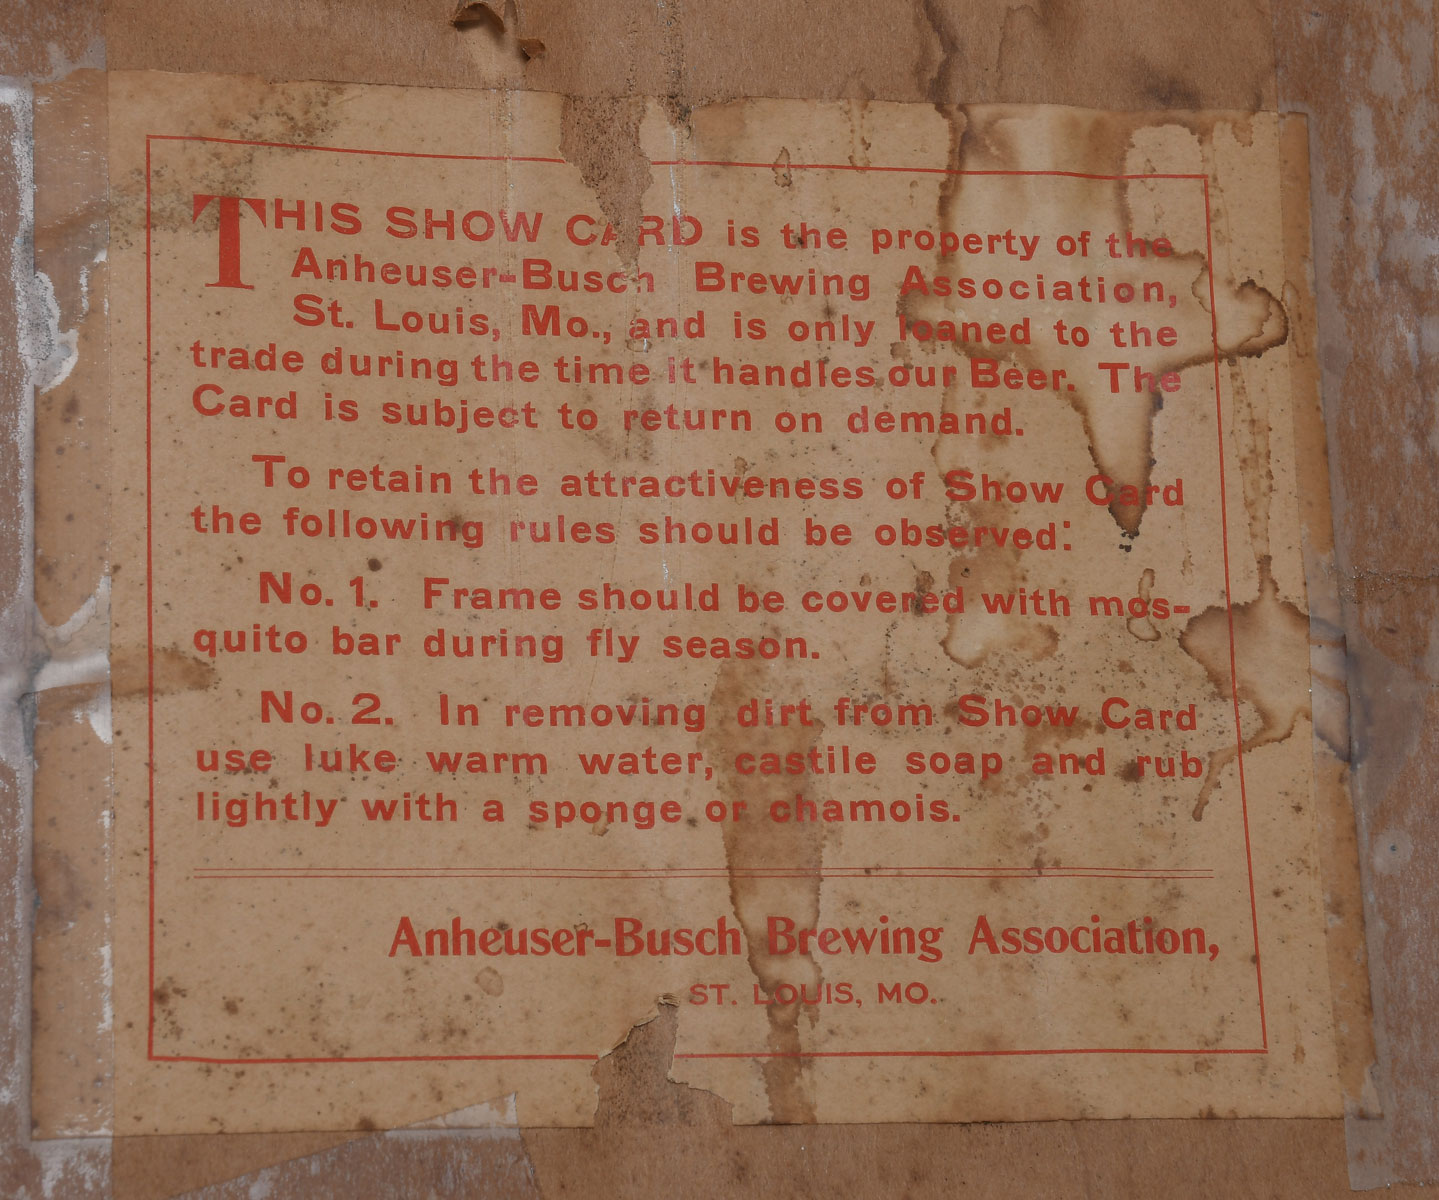 THIS SHOW CARD is the property of the
Anheuser-Busch Brewing Association,
St. Louis, Mo., and is only loaned to the
trade during the time it handles our Beer. The
Card is subject to return on demand.
To retain the attractiveness of Show Card
the following rules should be observed:
No. 1. Frame should be covered with mos-
quito bar during fly season.
No. 2. In removing dirt from Show Card
use luke warm water, castile soap and rub
lightly with a sponge or chamois.
Anheuser-Busch Brewing Association,
ST. LOUIS, MO.